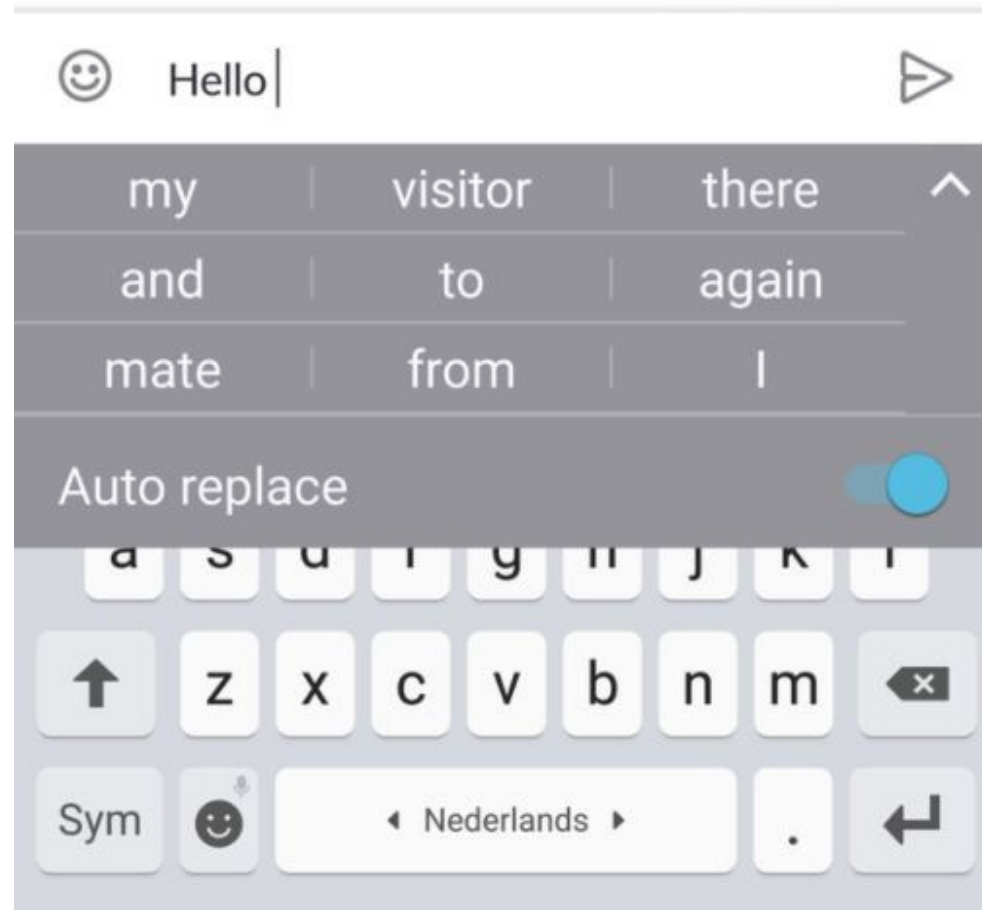 Hello
my visitor there
and to again
mate from I
Auto replace
a s d f g h j k l
z x c v b n m
Sym Nederlands .